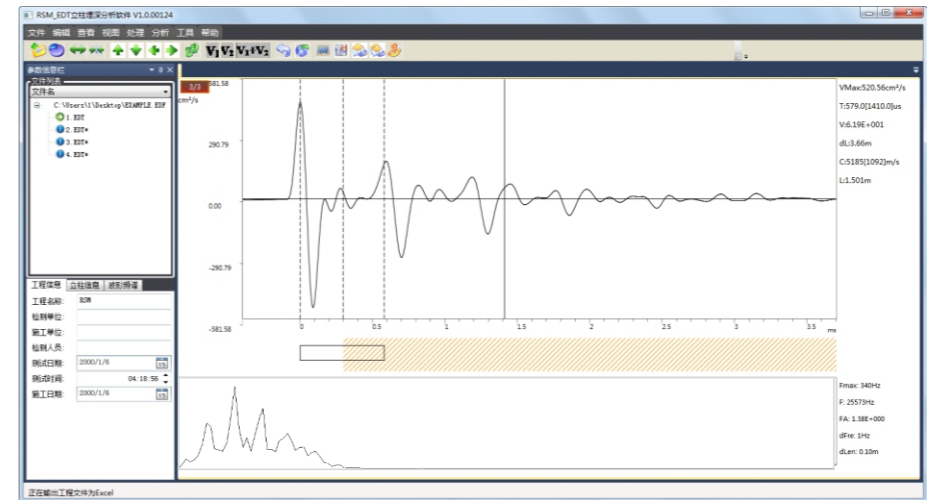 RSM_EDT立柱埋深分析软件 V1.0.00124
文件 编辑 查看 视图 处理 分析 工具 帮助
V1 V2 V1+V2
参数信息栏
文件列表
文件名
C:\Users\1\Desktop\EXAMPLE.EDF
1.EDT
2.EDT*
3.EDT*
4.EDT*
工程信息 立柱信息 波形频谱
工程名称: RSM
检测单位:
施工单位:
检测人员:
测试日期: 2000/1/6
测试时间: 04:18:56
施工日期: 2000/1/6
3/3
581.58
cm²/s
290.79
0.00
-290.79
-581.58
0 0.5 1 1.5 2 2.5 3 3.5 ms
VMax:520.56cm²/s
T:579.0[1410.0]us
V:6.19E+001
dL:3.66m
C:5185[1092]m/s
L:1.501m
Fmax: 340Hz
F: 25573Hz
FA: 1.38E+000
dFre: 1Hz
dLen: 0.10m
正在输出工程文件为Excel